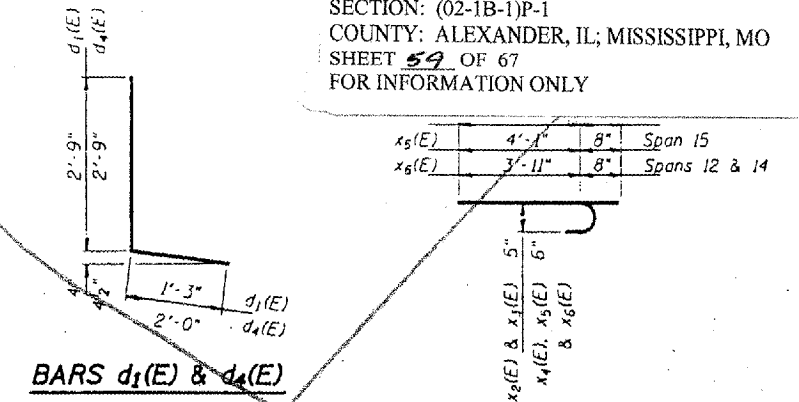 SECTION: (02-1B-1)P-1
COUNTY: ALEXANDER, IL; MISSISSIPPI, MO
SHEET 59 OF 67
FOR INFORMATION ONLY
d1(E)
d4(E)
2'-9"
2'-9"
1'-3" d1(E)
2'-0" d4(E)
BARS d1(E) & d4(E)
x5(E) 4'-1" 8" Span 15
x6(E) 3'-11" 8" Spans 12 & 14
x2(E) & x3(E) 5"
x4(E), x5(E) 6"
& x6(E)